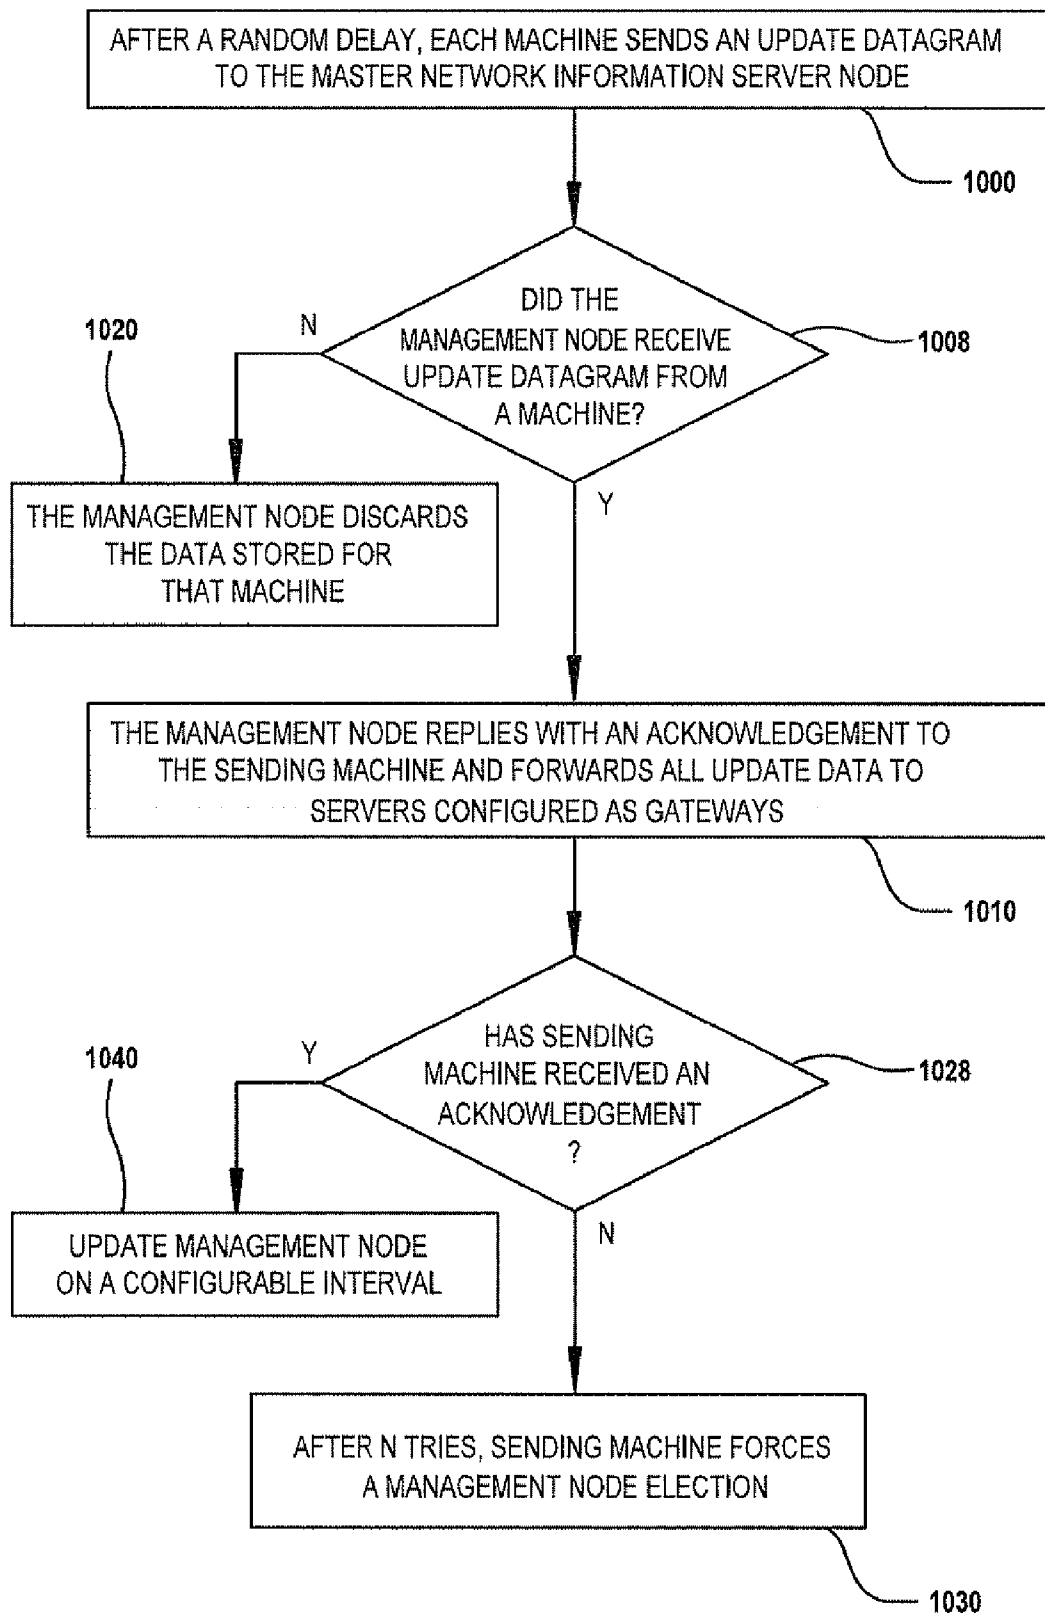 AFTER A RANDOM DELAY, EACH MACHINE SENDS AN UPDATE DATAGRAM
TO THE MASTER NETWORK INFORMATION SERVER NODE
1000
DID THE
MANAGEMENT NODE RECEIVE
UPDATE DATAGRAM FROM
A MACHINE?
1008
N
1020
Y
THE MANAGEMENT NODE DISCARDS
THE DATA STORED FOR
THAT MACHINE
THE MANAGEMENT NODE REPLIES WITH AN ACKNOWLEDGEMENT TO
THE SENDING MACHINE AND FORWARDS ALL UPDATE DATA TO
SERVERS CONFIGURED AS GATEWAYS
1010
HAS SENDING
MACHINE RECEIVED AN
ACKNOWLEDGEMENT
?
1028
Y
1040
N
UPDATE MANAGEMENT NODE
ON A CONFIGURABLE INTERVAL
AFTER N TRIES, SENDING MACHINE FORCES
A MANAGEMENT NODE ELECTION
1030